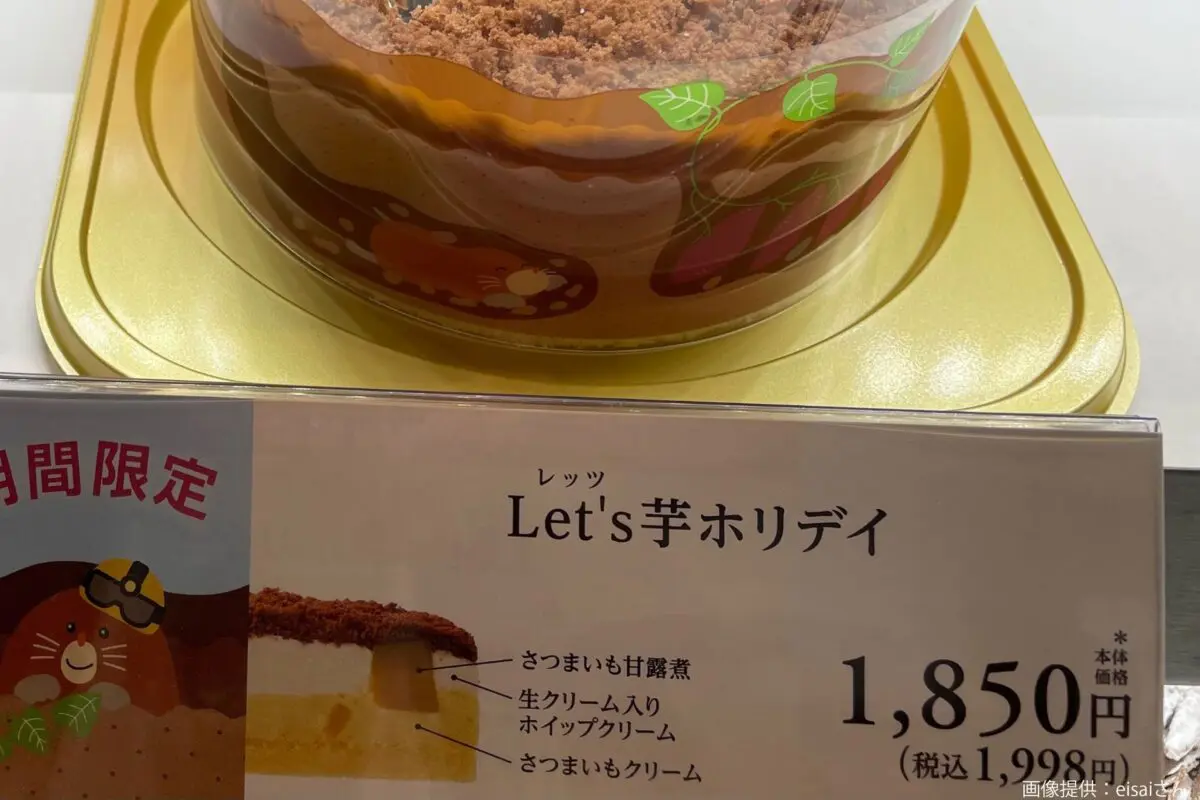 期間限定
レッツ
Let's芋ホリデイ
さつまいも甘露煮
生クリーム入り
ホイップクリーム
さつまいもクリーム
*
本体
価格
1,850円
(税込1,998円)
画像提供：eisaiさん